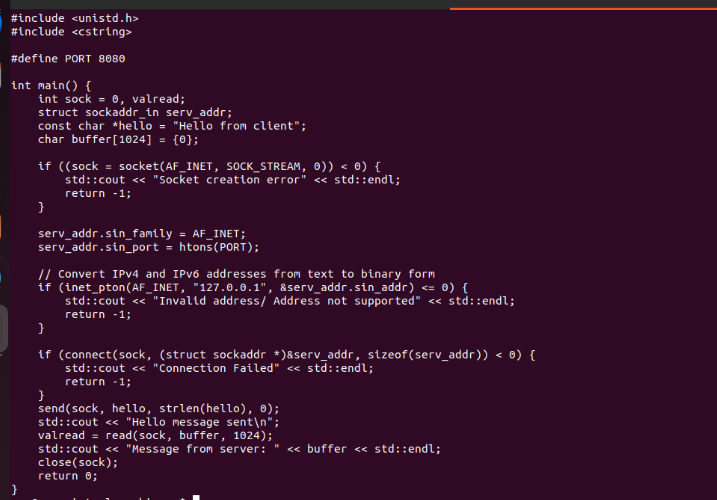 #include <unistd.h>
#include <cstring>

#define PORT 8080

int main() {
    int sock = 0, valread;
    struct sockaddr_in serv_addr;
    const char *hello = "Hello from client";
    char buffer[1024] = {0};

    if ((sock = socket(AF_INET, SOCK_STREAM, 0)) < 0) {
        std::cout << "Socket creation error" << std::endl;
        return -1;
    }

    serv_addr.sin_family = AF_INET;
    serv_addr.sin_port = htons(PORT);

    // Convert IPv4 and IPv6 addresses from text to binary form
    if (inet_pton(AF_INET, "127.0.0.1", &serv_addr.sin_addr) <= 0) {
        std::cout << "Invalid address/ Address not supported" << std::endl;
        return -1;
    }

    if (connect(sock, (struct sockaddr *)&serv_addr, sizeof(serv_addr)) < 0) {
        std::cout << "Connection Failed" << std::endl;
        return -1;
    }
    send(sock, hello, strlen(hello), 0);
    std::cout << "Hello message sent\n";
    valread = read(sock, buffer, 1024);
    std::cout << "Message from server: " << buffer << std::endl;
    close(sock);
    return 0;
}